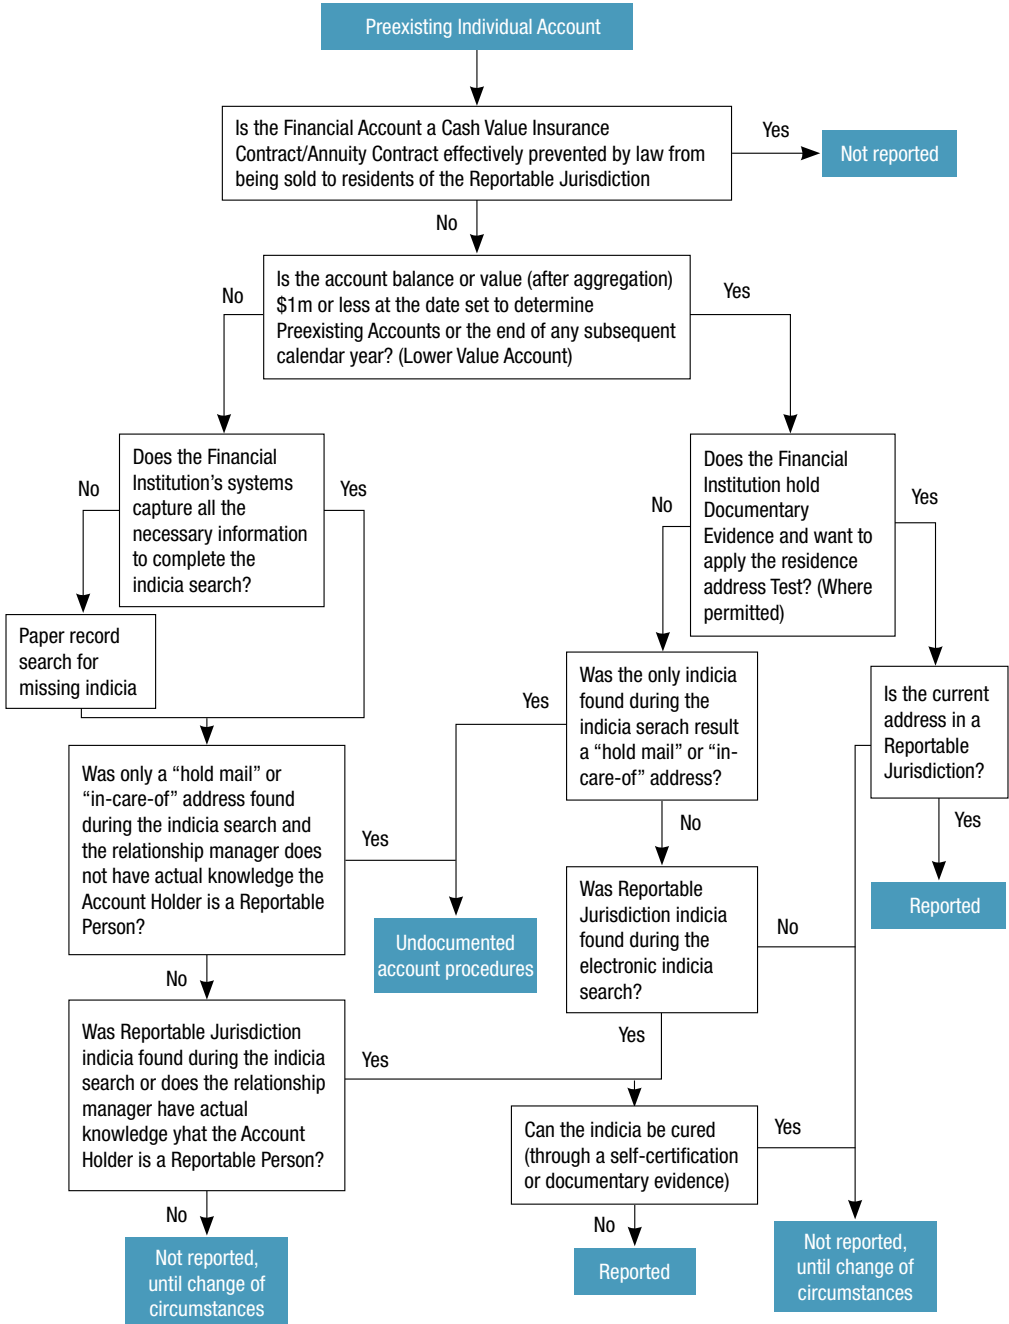 Preexisting Individual Account
Is the Financial Account a Cash Value Insurance
Contract/Annuity Contract effectively prevented by law from
being sold to residents of the Reportable Jurisdiction
Yes
Not reported
No
Is the account balance or value (after aggregation)
$1m or less at the date set to determine
Preexisting Accounts or the end of any subsequent
calendar year? (Lower Value Account)
No
Yes
Does the Financial
Institution's systems
capture all the
necessary information
to complete the
indicia search?
No
Yes
Does the Financial
Institution hold
Documentary
Evidence and want to
apply the residence
address Test? (Where
permitted)
No
Yes
Paper record
search for
missing indicia
Was the only indicia
found during the
indicia serach result
a "hold mail" or "in-
care-of" address?
Yes
No
Is the current
address in a
Reportable
Jurisdiction?
Yes
Reported
Was only a "hold mail" or
"in-care-of" address found
during the indicia search and
the relationship manager does
not have actual knowledge the
Account Holder is a Reportable
Person?
Yes
No
Undocumented
account procedures
Was Reportable
Jurisdiction indicia
found during the
electronic indicia
search?
No
Yes
Was Reportable Jurisdiction
indicia found during the indicia
search or does the relationship
manager have actual
knowledge yhat the Account
Holder is a Reportable Person?
Yes
No
Can the indicia be cured
(through a self-certification
or documentary evidence)
Yes
No
Not reported,
until change of
circumstances
Reported
Not reported,
until change of
circumstances